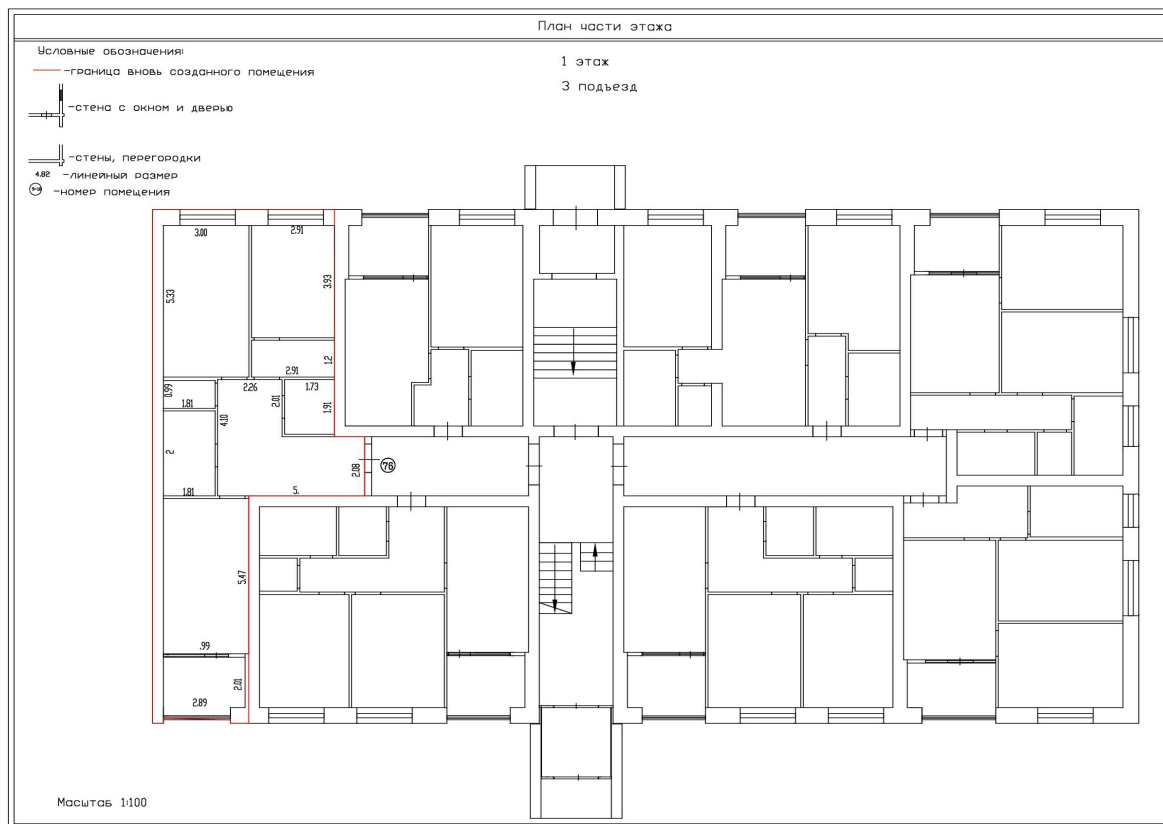 План части этажа
Условные обозначения:
-граница вновь созданного помещения
-стена с окном и дверью
-стены, перегородки
4.82 -линейный размер
-номер помещения
1 этаж
3 подъезд
3.00
2.91
5.33
3.93
2.91
1.2
0.99
1.81
2.26
2.01
1.73
1.91
4.10
2
1.81
5.
2.08
76
5.47
.99
2.01
2.89
Масштаб 1:100